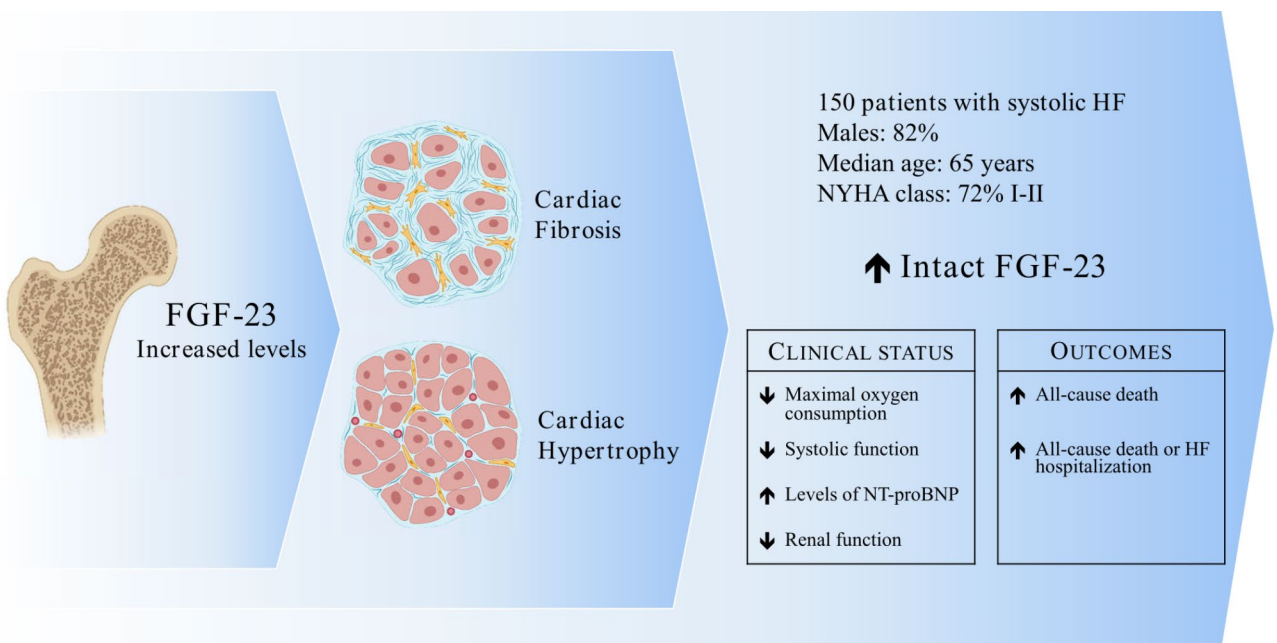 FGF-23
Increased levels
Cardiac
Fibrosis
Cardiac
Hypertrophy
150 patients with systolic HF
Males: 82%
Median age: 65 years
NYHA class: 72% I-II
↑ Intact FGF-23
CLINICAL STATUS
↓ Maximal oxygen
consumption
↓ Systolic function
↑ Levels of NT-proBNP
↓ Renal function
OUTCOMES
↑ All-cause death
↑ All-cause death or HF
hospitalization